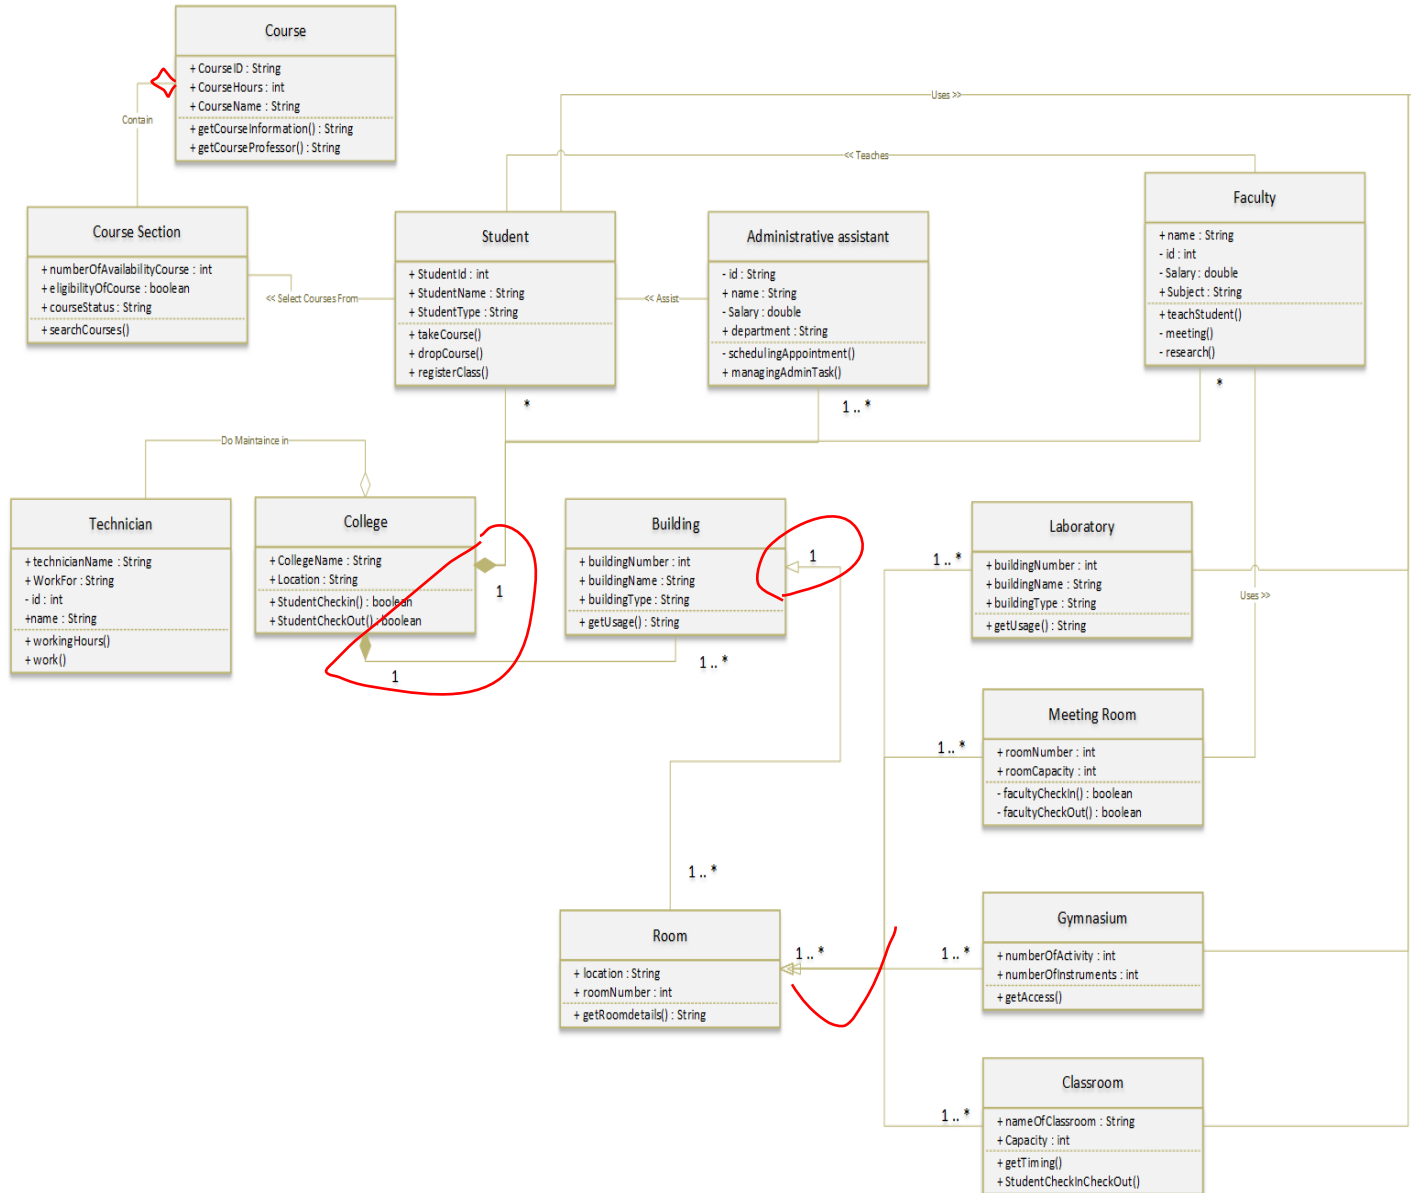 Course
+ CourseID : String
+ CourseHours : int
+ CourseName : String
+ getCourseInformation() : String
+ getCourseProfessor() : String
Contain
Uses >>
<< Teaches
Course Section
+ numberOfAvailabilityCourse : int
+ eligibilityOfCourse : boolean
+ courseStatus : String
+ searchCourses()
<< Select Courses From
Student
+ StudentId : int
+ StudentName : String
+ StudentType : String
+ takeCourse()
+ dropCourse()
+ registerClass()
<< Assist
Administrative assistant
- id : String
+ name : String
- Salary : double
+ department : String
- schedulingAppointment()
+ managingAdminTask()
Faculty
+ name : String
- id : int
- Salary : double
+ Subject : String
+ teachStudent()
- meeting()
- research()
*
1 .. *
*
Do Maintaince in
Technician
+ technicianName : String
+ WorkFor : String
- id : int
+name : String
+ workingHours()
+ work()
College
+ CollegeName : String
+ Location : String
+ StudentCheckin() : boolean
+ StudentCheckOut() : boolean
1
1
Building
+ buildingNumber : int
+ buildingName : String
+ buildingType : String
+ getUsage() : String
1
1 .. *
Laboratory
+ buildingNumber : int
+ buildingName : String
+ buildingType : String
+ getUsage() : String
1 .. *
Uses >>
Meeting Room
+ roomNumber : int
+ roomCapacity : int
- facultyCheckIn() : boolean
- facultyCheckOut() : boolean
1 .. *
1 .. *
Room
+ location : String
+ roomNumber : int
+ getRoomdetails() : String
1 .. *
1 .. *
Gymnasium
+ numberOfActivity : int
+ numberOfInstruments : int
+ getAccess()
1 .. *
Classroom
+ nameOfClassroom : String
+ Capacity : int
+ getTiming()
+ StudentCheckInCheckOut()